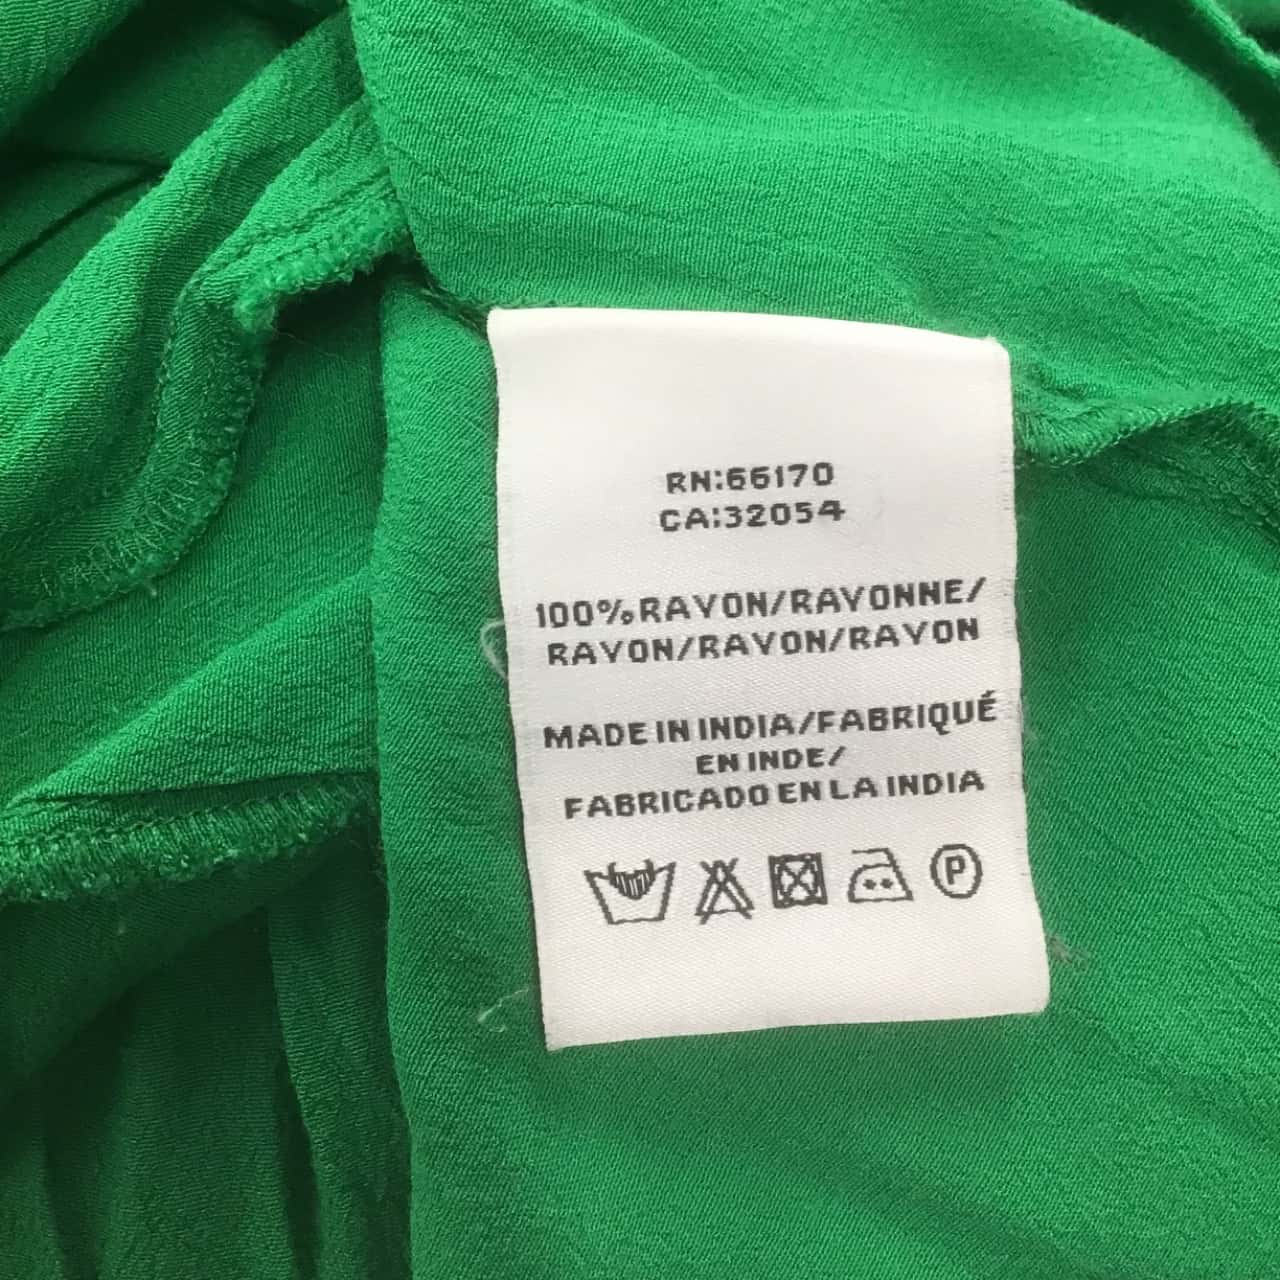 RN:66170
CA:32054
100% RAYON/RAYONNE/
RAYON/RAYON/RAYON
MADE IN INDIA/FABRIQUÉ
EN INDE/
FABRICADO EN LA INDIA
P